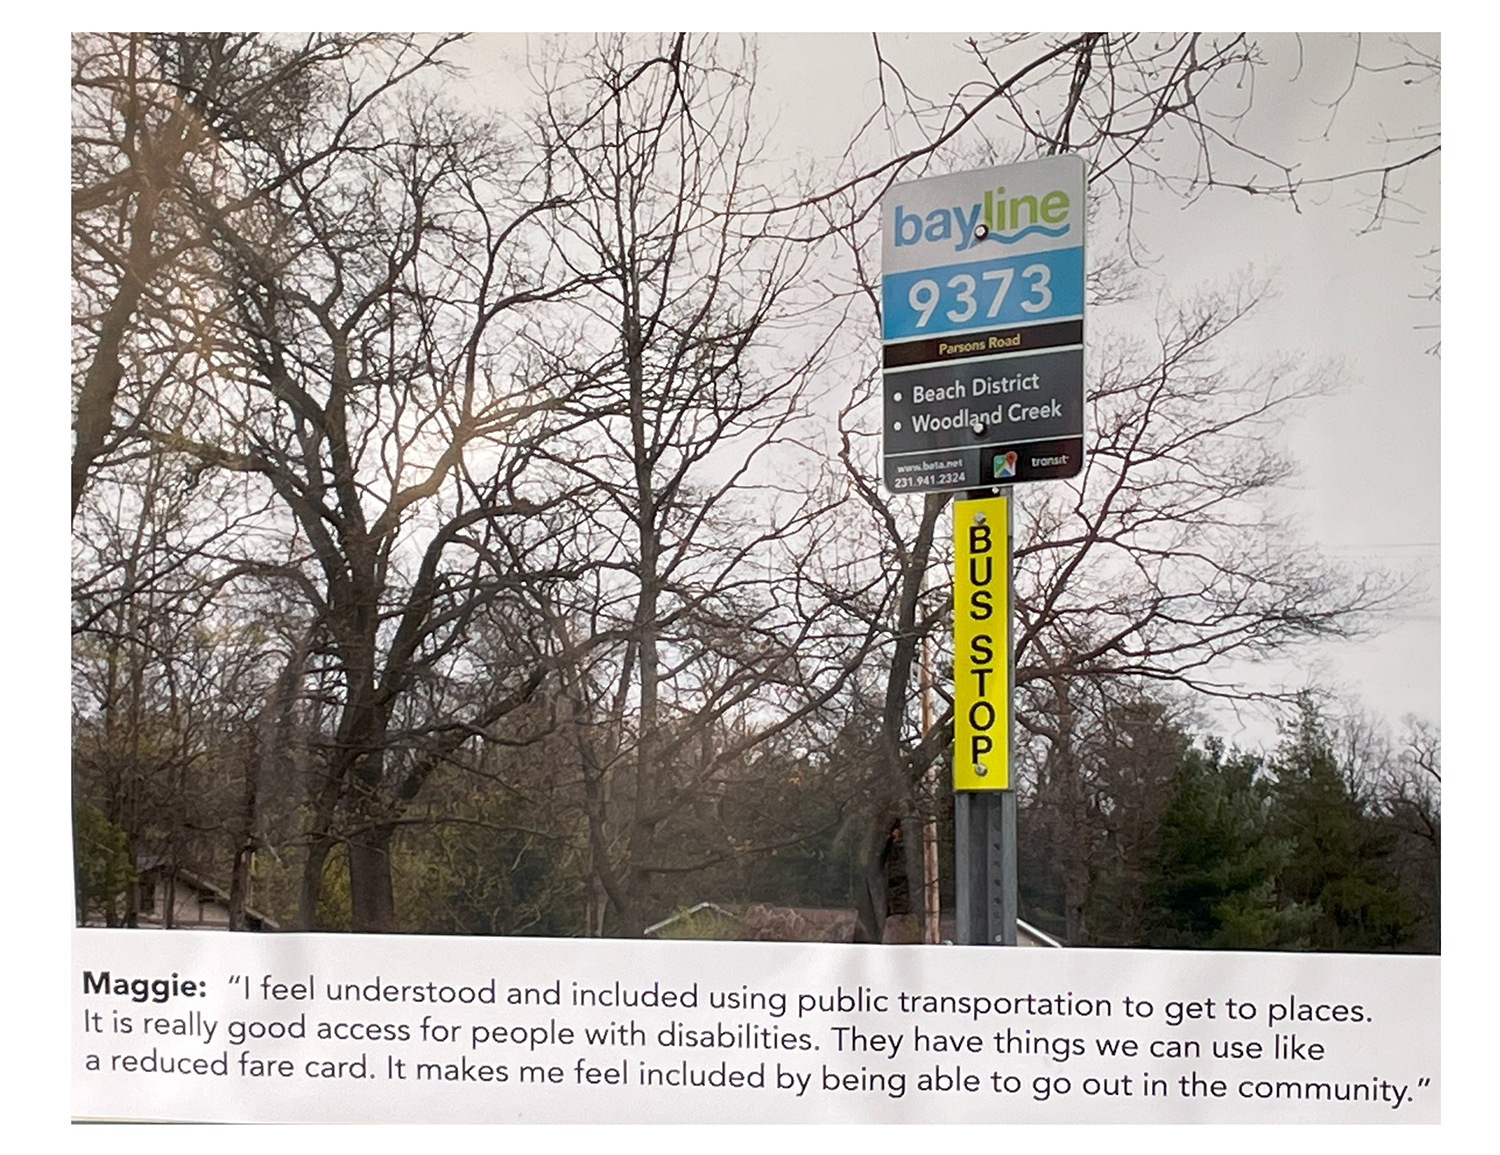 bayline
9373
Parsons Road
• Beach District
• Woodland Creek
www.bata.net
231.941.2324
transit
BUS STOP
Maggie: “I feel understood and included using public transportation to get to places.
It is really good access for people with disabilities. They have things we can use like
a reduced fare card. It makes me feel included by being able to go out in the community.”